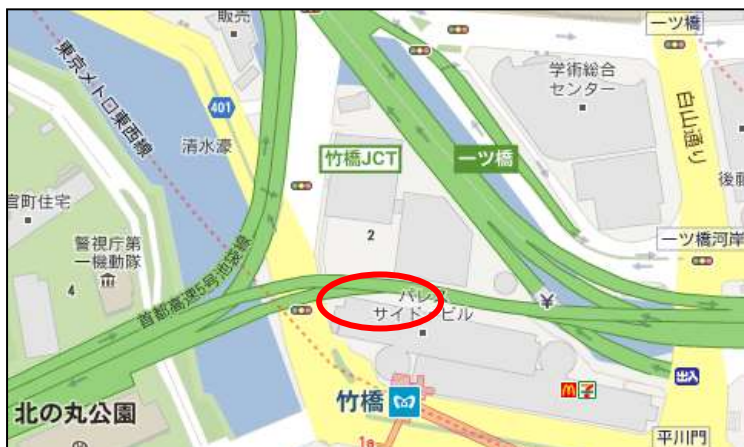 販売
一ツ橋
東京メトロ東西線
401
学術総合
センター
白山通り
清水濠
竹橋JCT
一ツ橋
後藤
官町住宅
2
一ツ橋河岸
警視庁第
一機動隊
4
首都高速5号池袋線
パレス
サイド・ビル
¥
出入
M
7
竹橋
北の丸公園
平川門
1a